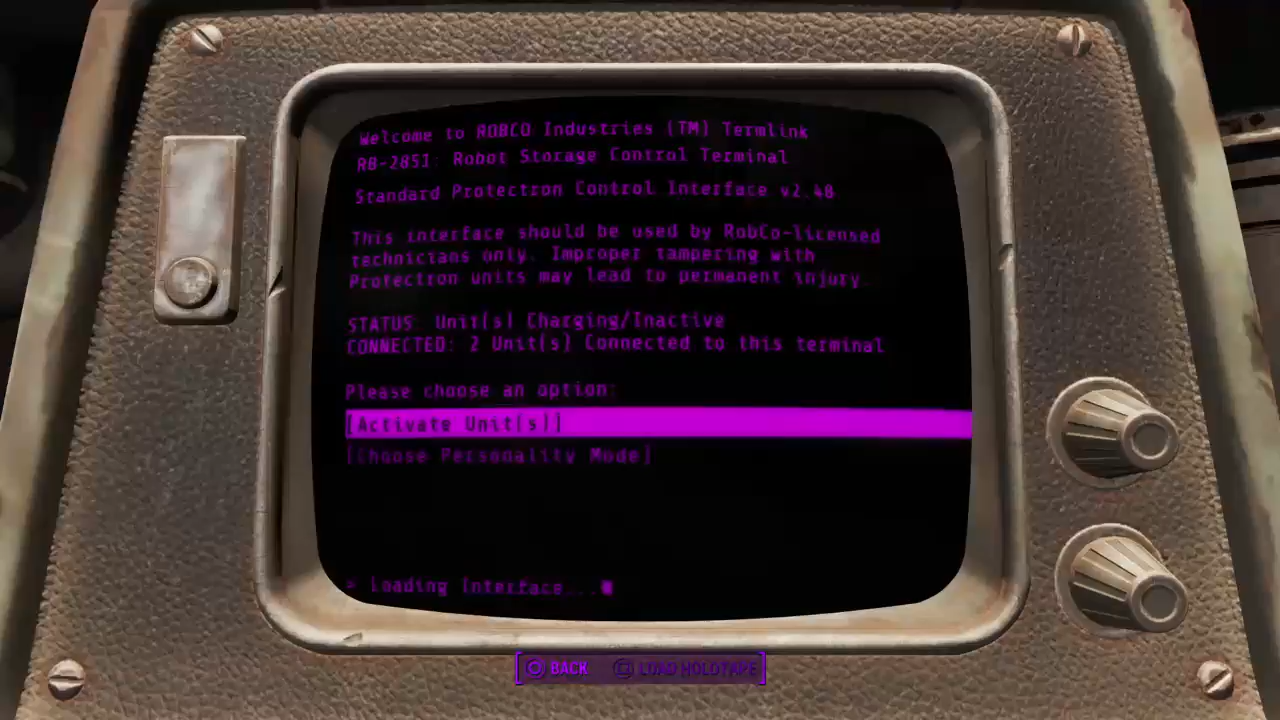 Welcome to ROBCO Industries (TM) Termlink
RB-2851: Robot Storage Control Terminal
Standard Protectron Control Interface v2.48
This interface should be used by RobCo-licensed
technicians only. Improper tampering with
Protectron units may lead to permanent injury.
STATUS: Unit(s) Charging/Inactive
CONNECTED: 2 Unit(s) Connected to this terminal
Please choose an option:
[Activate Unit(s)]
[Choose Personality Mode]
> Loading Interface...
BACK LOAD HOLOTAPE